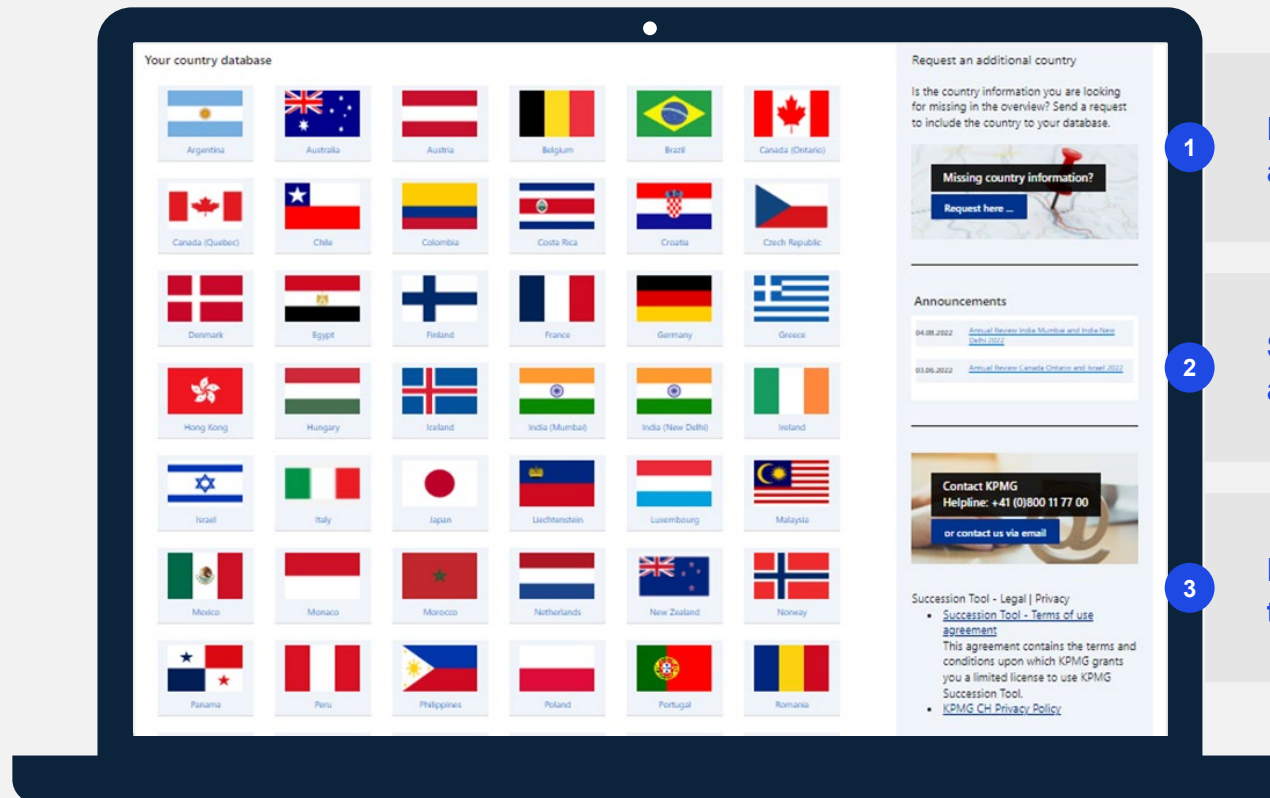 Your country database
Argentina
Australia
Austria
Belgium
Brazil
Canada (Ontario)
Canada (Quebec)
Chile
Colombia
Costa Rica
Croatia
Czech Republic
Denmark
Egypt
Finland
France
Germany
Greece
Hong Kong
Hungary
Iceland
India (Mumbai)
India (New Delhi)
Ireland
Israel
Italy
Japan
Liechtenstein
Luxembourg
Malaysia
Mexico
Monaco
Morocco
Netherlands
New Zealand
Norway
Panama
Peru
Philippines
Poland
Portugal
Romania
Request an additional country
Is the country information you are looking
for missing in the overview? Send a request
to include the country to your database.
Missing country information?
Request here ...
Announcements
04.08.2022 Annual Review India Mumbai and India New
Delhi 2022
03.06.2022 Annual Review Canada Ontario and Israel 2022
Contact KPMG
Helpline: +41 (0)800 11 77 00
or contact us via email
Succession Tool - Legal | Privacy
• Succession Tool - Terms of use
agreement
This agreement contains the terms and
conditions upon which KPMG grants
you a limited license to use KPMG
Succession Tool.
• KPMG CH Privacy Policy
1
2
3